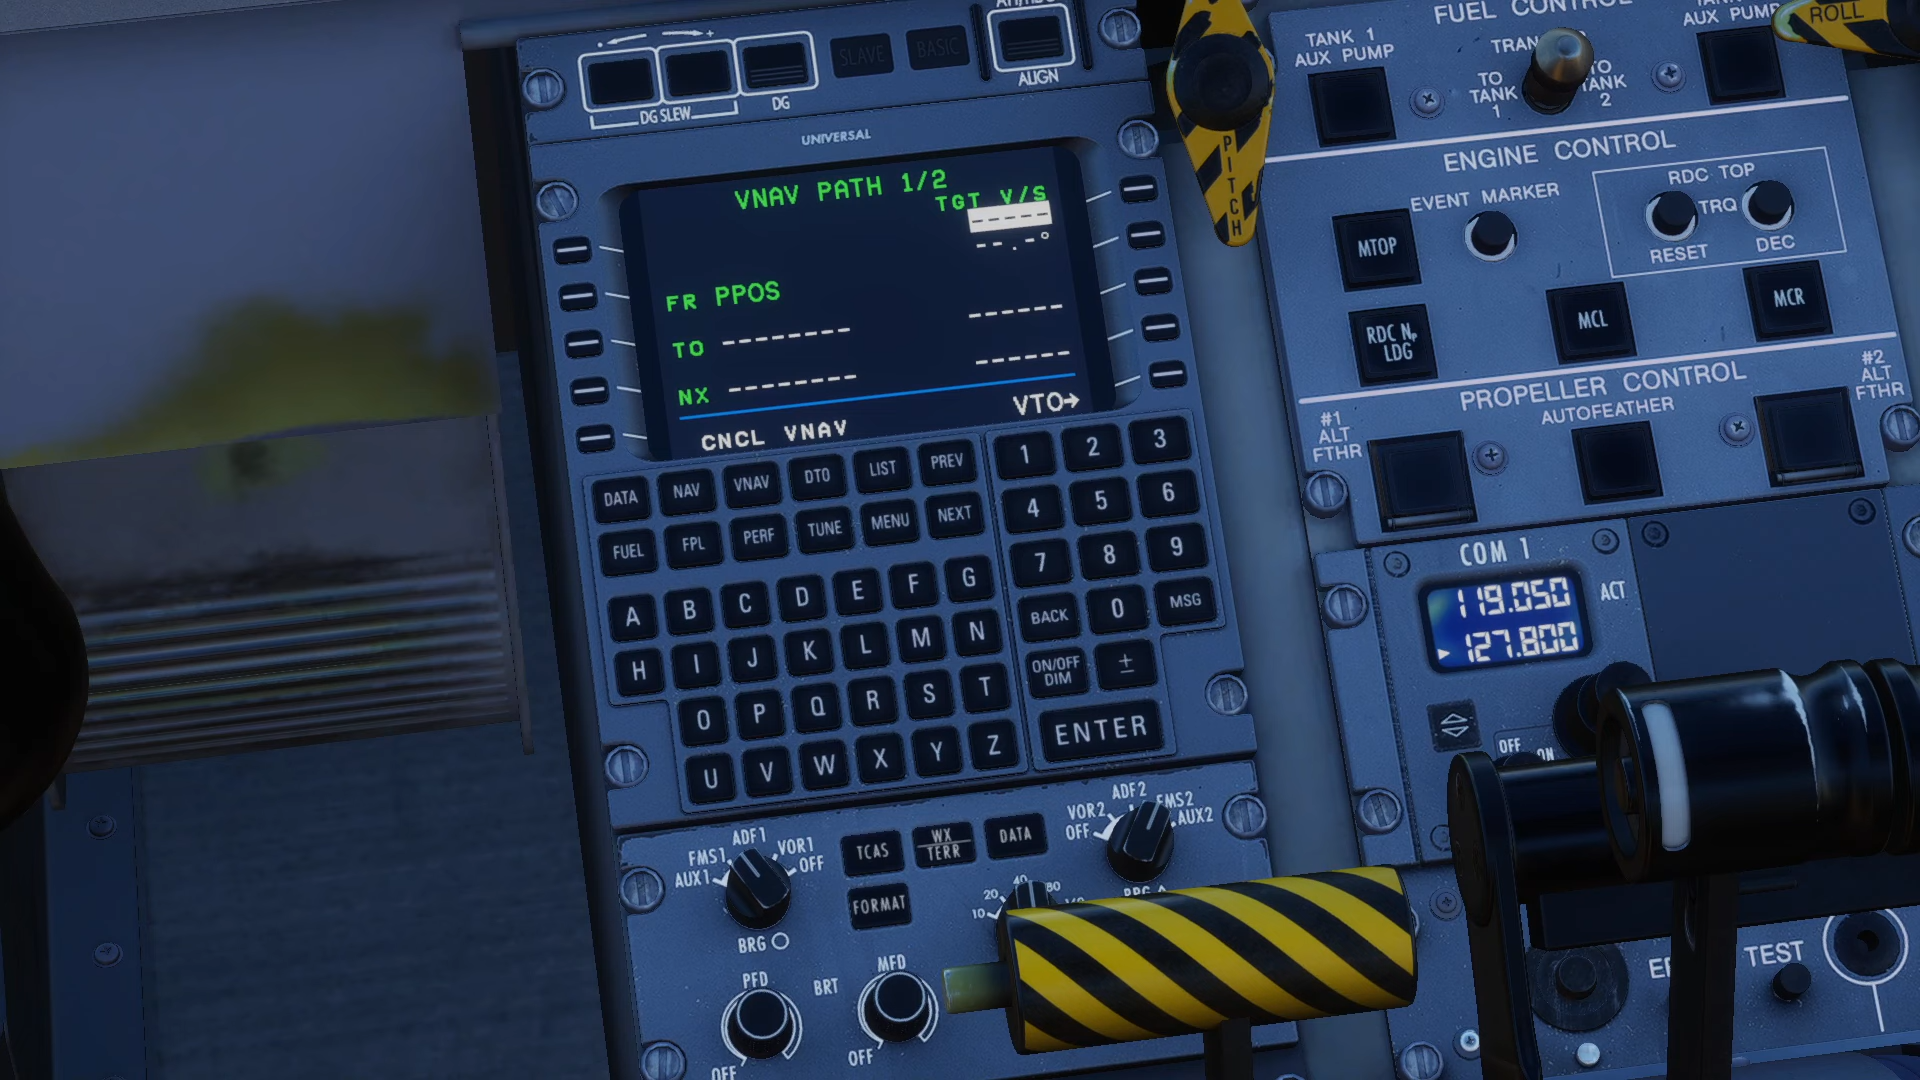 DG SLEW
DG
SLAVE
BASIC
ALIGN
UNIVERSAL
VNAV PATH 1/2
TGT V/S
-----
--.-°
FR PPOS
TO -------- ------
NX -------- ------
VTO→
CNCL VNAV
DATA NAV VNAV DTO LIST PREV
FUEL FPL PERF TUNE MENU NEXT
A B C D E F G
H I J K L M N
O P Q R S T
U V W X Y Z
1 2 3
4 5 6
7 8 9
BACK 0 MSG
ON/OFF
DIM
±
ENTER
FMS1
ADF1
VOR1
AUX1
OFF
BRG
TCAS
WX
TERR
DATA
FORMAT
OFF
VOR2
ADF2
FMS2
AUX2
10
20
40
80
PFD
BRT
MFD
OFF
OFF
PITCH
ROLL
FUEL CONTROL
TANK 1
AUX PUMP
TO
TANK
1
TO
TANK
2
AUX PUMP
ENGINE CONTROL
EVENT MARKER
RDC TOP
TRQ
RESET
DEC
MTOP
RDC Np
LDG
MCL
MCR
PROPELLER CONTROL
#1
ALT
FTHR
AUTOFEATHER
#2
ALT
FTHR
COM 1
119.050
ACT
127.800
OFF
ON
TEST